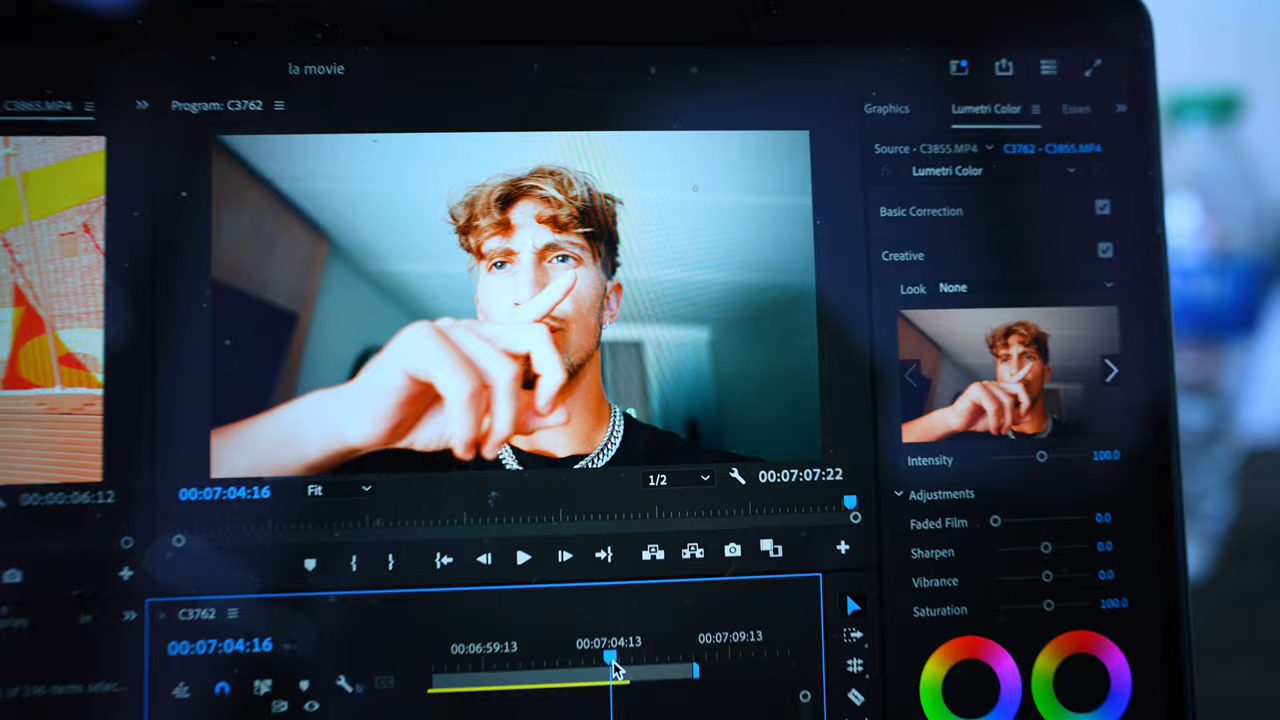 la movie
C3865.MP4
Program: C3762
Graphics
Lumetri Color
Essen
Source - C3855.MP4
C3762 - C3855.MP4
fx
Lumetri Color
Basic Correction
Creative
Look
None
Intensity
100.0
Adjustments
Faded Film
0.0
Sharpen
0.0
Vibrance
0.0
Saturation
100.0
00:00:06:12
00:07:04:16
Fit
1/2
00:07:07:22
C3762
00:07:04:16
00:06:59:13
00:07:04:13
00:07:09:13